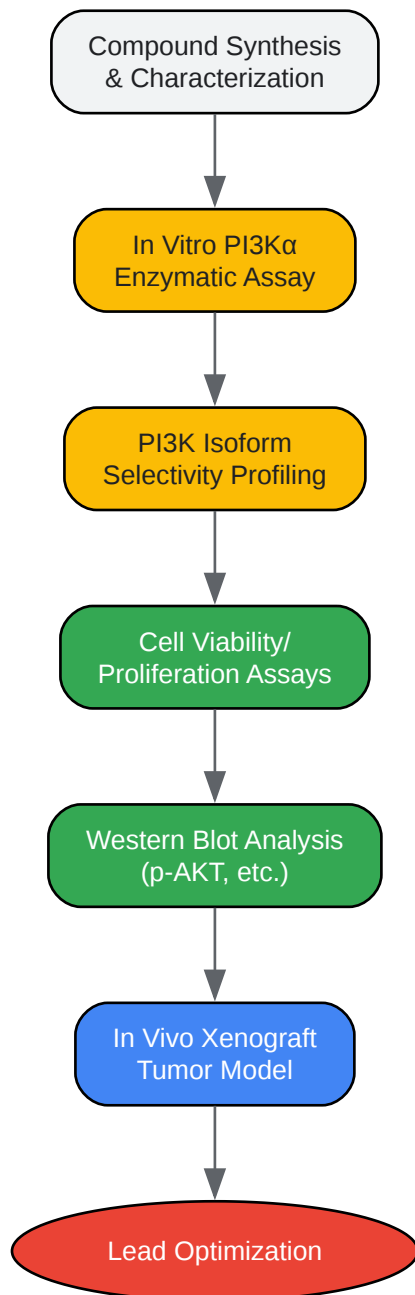 Compound Synthesis
& Characterization
In Vitro PI3Kα
Enzymatic Assay
PI3K Isoform
Selectivity Profiling
Cell Viability/
Proliferation Assays
Western Blot Analysis
(p-AKT, etc.)
In Vivo Xenograft
Tumor Model
Lead Optimization